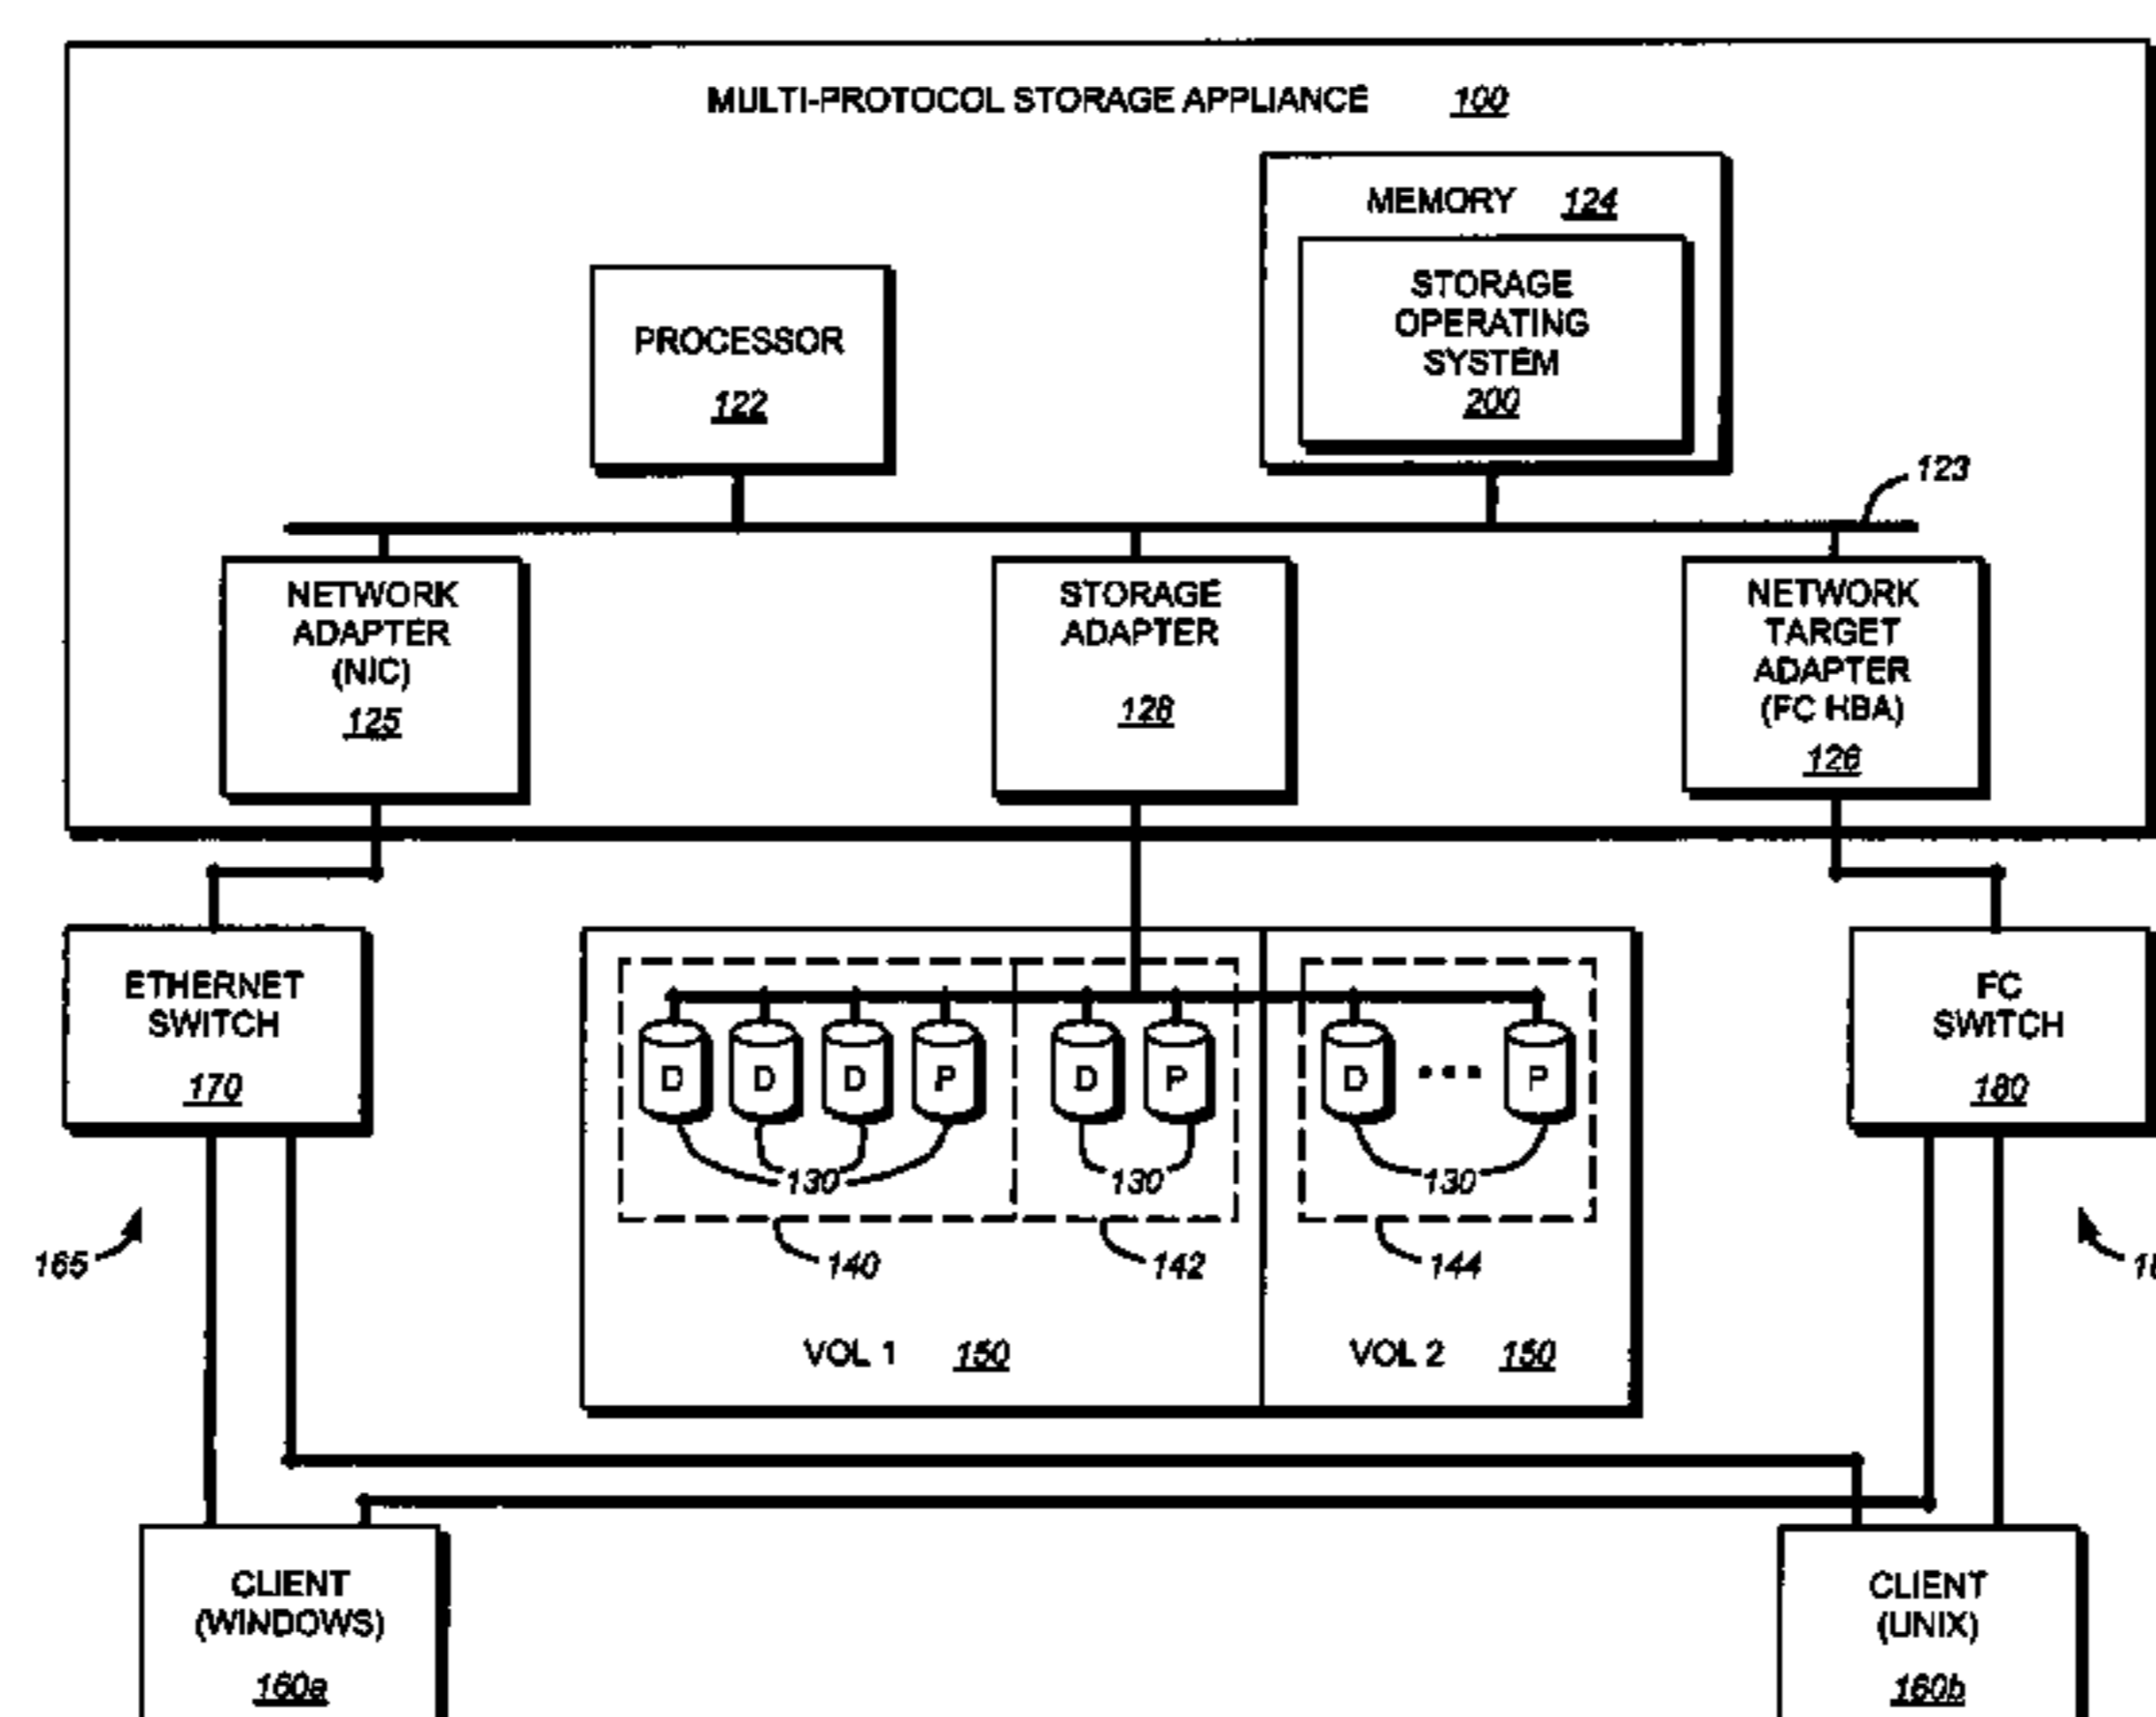 MULTI-PROTOCOL STORAGE APPLIANCE 100
MEMORY 124
STORAGE
OPERATING
SYSTEM
200
PROCESSOR
122
123
NETWORK
ADAPTER
(NIC)
125
STORAGE
ADAPTER
128
NETWORK
TARGET
ADAPTER
(FC HBA)
126
ETHERNET
SWITCH
170
FC
SWITCH
180
D D D P D P D P
130 130 130
165
140 142 144
VOL 1 150
VOL 2 150
CLIENT
(WINDOWS)
160a
CLIENT
(UNIX)
160b